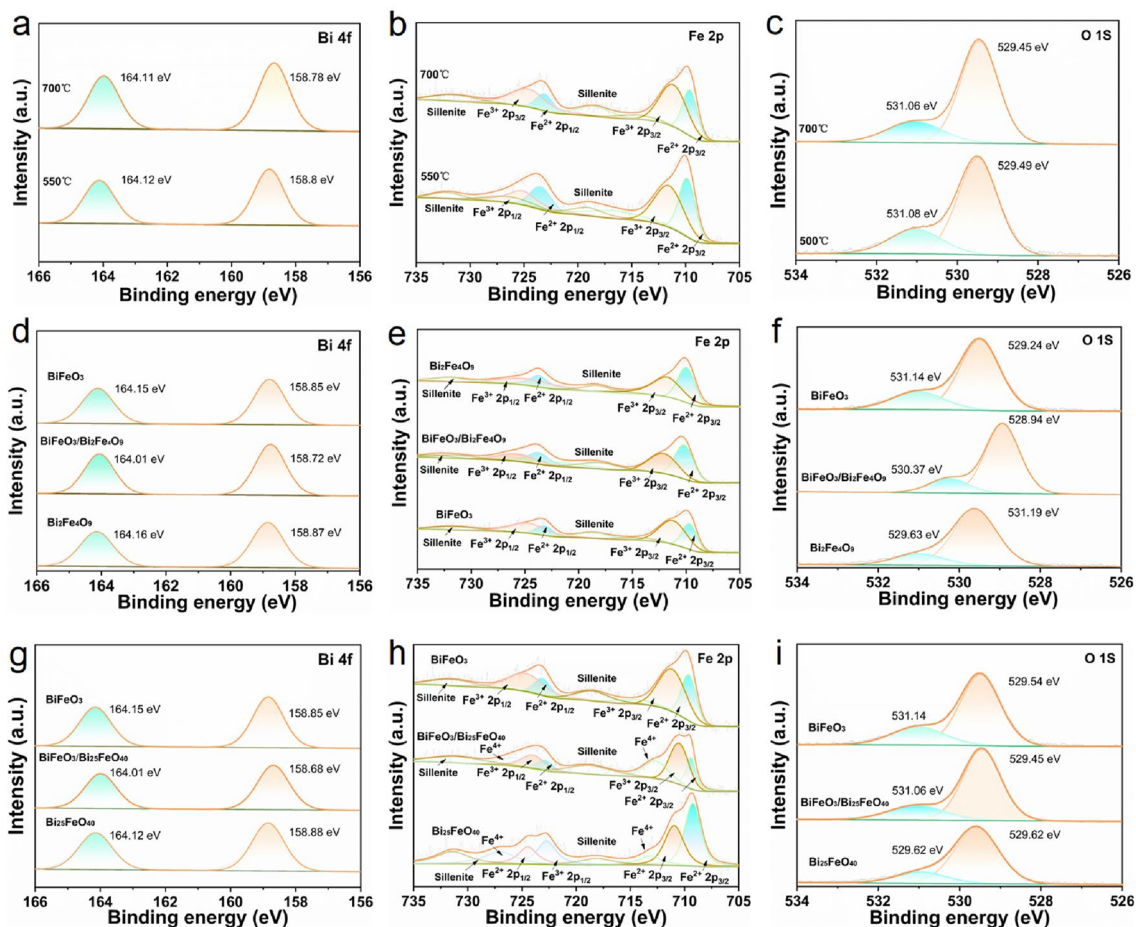 a
Bi 4f
700℃
164.11 eV
158.78 eV
550℃
164.12 eV
158.8 eV
Intensity (a.u.)
166 164 162 160 158 156
Binding energy (eV)
b
Fe 2p
700℃
Sillenite
Sillenite
Fe³⁺ 2p₃/₂
Fe²⁺ 2p₁/₂
Fe³⁺ 2p₃/₂
Fe²⁺ 2p₃/₂
550℃
Sillenite
Sillenite
Fe³⁺ 2p₁/₂
Fe²⁺ 2p₁/₂
Fe³⁺ 2p₃/₂
Fe²⁺ 2p₃/₂
Intensity (a.u.)
735 730 725 720 715 710 705
Binding energy (eV)
c
O 1S
529.45 eV
531.06 eV
700℃
529.49 eV
531.08 eV
500℃
Intensity (a.u.)
534 532 530 528 526
Binding energy (eV)
d
Bi 4f
BiFeO₃
164.15 eV
158.85 eV
BiFeO₃/Bi₂Fe₄O₉
164.01 eV
158.72 eV
Bi₂Fe₄O₉
164.16 eV
158.87 eV
Intensity (a.u.)
166 164 162 160 158 156
Binding energy (eV)
e
Fe 2p
Bi₂Fe₄O₉
Sillenite
Sillenite
Fe³⁺ 2p₁/₂
Fe²⁺ 2p₁/₂
Fe³⁺ 2p₃/₂
Fe²⁺ 2p₃/₂
BiFeO₃/Bi₂Fe₄O₉
Sillenite
Sillenite
Fe³⁺ 2p₁/₂
Fe²⁺ 2p₁/₂
Fe³⁺ 2p₃/₂
Fe²⁺ 2p₃/₂
BiFeO₃
Sillenite
Sillenite
Fe³⁺ 2p₁/₂
Fe²⁺ 2p₁/₂
Fe³⁺ 2p₃/₂
Fe²⁺ 2p₃/₂
Intensity (a.u.)
735 730 725 720 715 710 705
Binding energy (eV)
f
O 1S
529.24 eV
531.14 eV
BiFeO₃
528.94 eV
530.37 eV
BiFeO₃/Bi₂Fe₄O₉
531.19 eV
529.63 eV
Bi₂Fe₄O₉
Intensity (a.u.)
534 532 530 528 526
Binding energy (eV)
g
Bi 4f
BiFeO₃
164.15 eV
158.85 eV
BiFeO₃/Bi₂₅FeO₄₀
164.01 eV
158.68 eV
Bi₂₅FeO₄₀
164.12 eV
158.88 eV
Intensity (a.u.)
166 164 162 160 158 156
Binding energy (eV)
h
Fe 2p
BiFeO₃
Sillenite
Sillenite
Fe³⁺ 2p₁/₂
Fe²⁺ 2p₁/₂
Fe³⁺ 2p₃/₂
Fe²⁺ 2p₃/₂
BiFeO₃/Bi₂₅FeO₄₀
Fe⁴⁺
Sillenite
Fe⁴⁺
Sillenite
Fe³⁺ 2p₁/₂
Fe²⁺ 2p₁/₂
Fe³⁺ 2p₃/₂
Fe²⁺ 2p₃/₂
Bi₂₅FeO₄₀
Fe⁴⁺
Sillenite
Fe⁴⁺
Sillenite
Fe²⁺ 2p₁/₂
Fe³⁺ 2p₁/₂
Fe²⁺ 2p₃/₂
Fe²⁺ 2p₃/₂
Intensity (a.u.)
735 730 725 720 715 710 705
Binding energy (eV)
i
O 1S
529.54 eV
531.14
BiFeO₃
529.45 eV
531.06 eV
BiFeO₃/Bi₂₅FeO₄₀
529.62 eV
529.62 eV
Bi₂₅FeO₄₀
Intensity (a.u.)
534 532 530 528 526
Binding energy (eV)